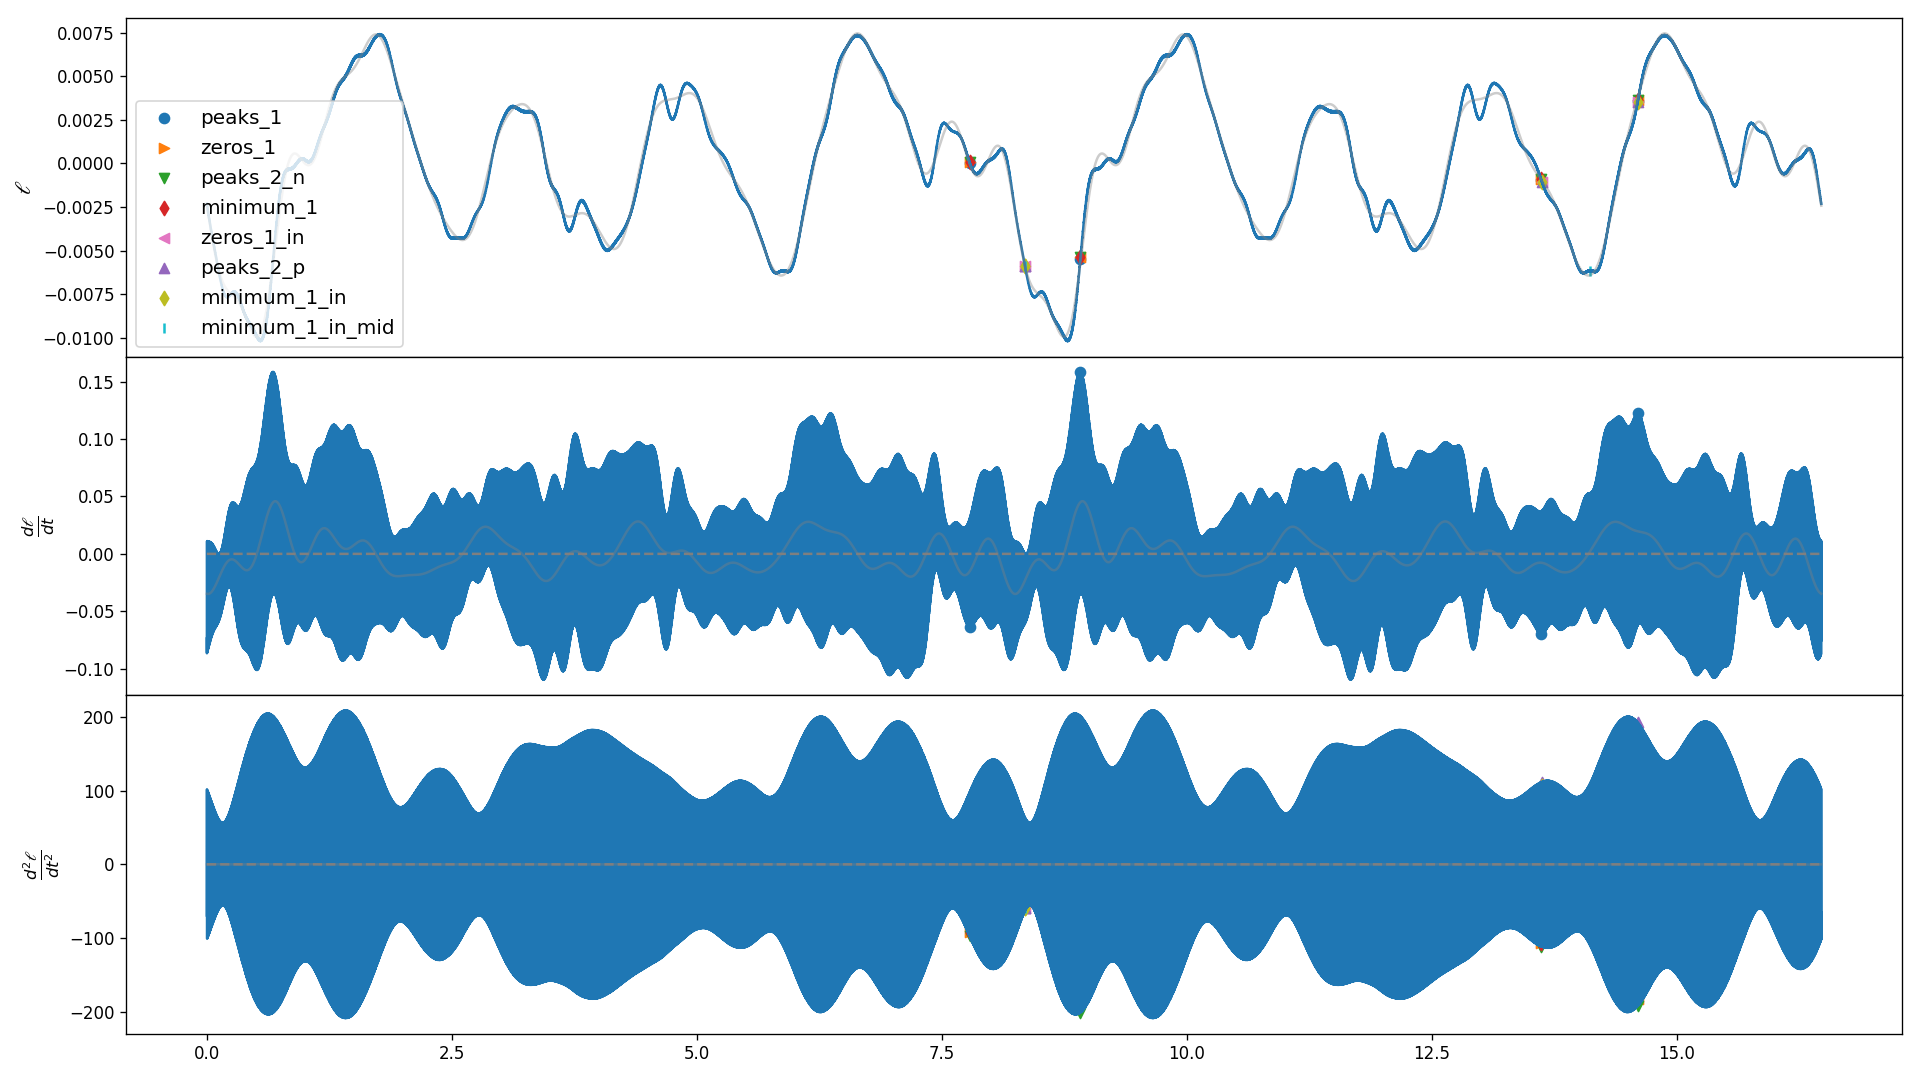 0.0075
0.0050
0.0025
0.0000
−0.0025
−0.0050
−0.0075
−0.0100
ℓ
peaks_1
zeros_1
peaks_2_n
minimum_1
zeros_1_in
peaks_2_p
minimum_1_in
minimum_1_in_mid
0.15
0.10
0.05
0.00
−0.05
−0.10
dℓ
dt
200
100
0
−100
−200
d²ℓ
dt²
0.0 2.5 5.0 7.5 10.0 12.5 15.0